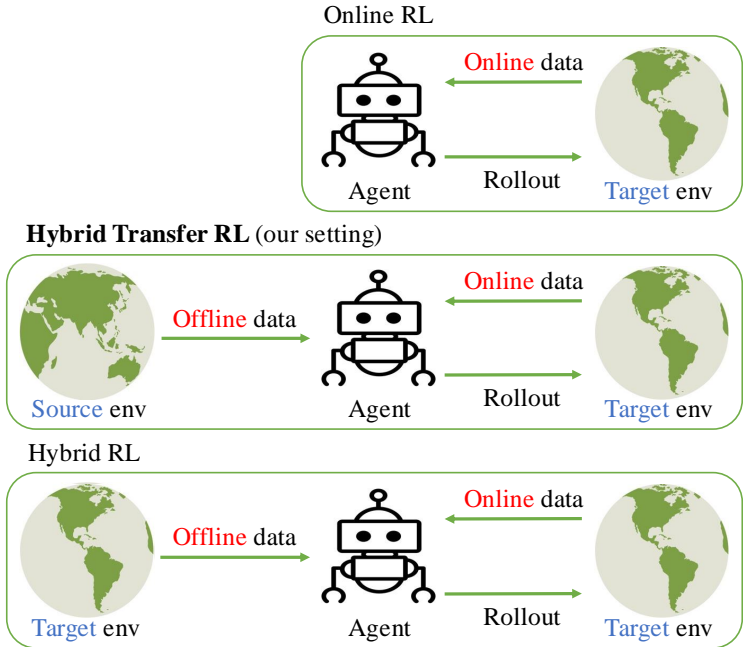 Online RL
Online data
Agent
Rollout
Target env
Hybrid Transfer RL (our setting)
Offline data
Online data
Source env
Agent
Rollout
Target env
Hybrid RL
Offline data
Online data
Target env
Agent
Rollout
Target env